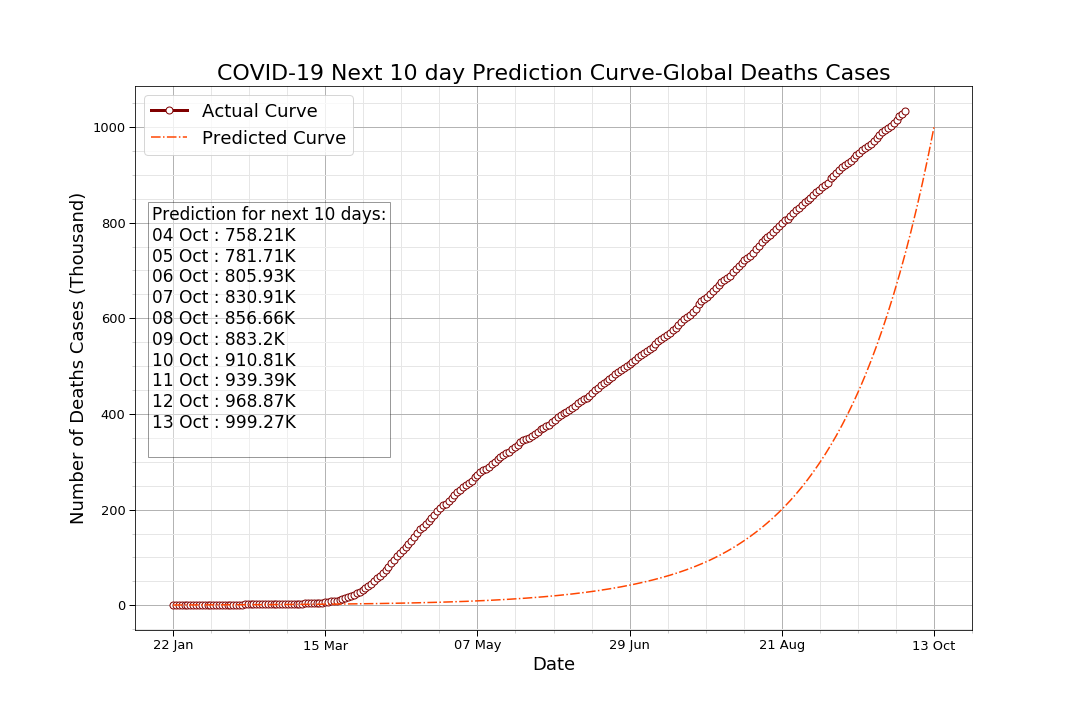 COVID-19 Next 10 day Prediction Curve-Global Deaths Cases
Actual Curve
Predicted Curve
Prediction for next 10 days:
04 Oct : 758.21K
05 Oct : 781.71K
06 Oct : 805.93K
07 Oct : 830.91K
08 Oct : 856.66K
09 Oct : 883.2K
10 Oct : 910.81K
11 Oct : 939.39K
12 Oct : 968.87K
13 Oct : 999.27K
Number of Deaths Cases (Thousand)
1000
800
600
400
200
0
22 Jan
15 Mar
07 May
29 Jun
21 Aug
13 Oct
Date